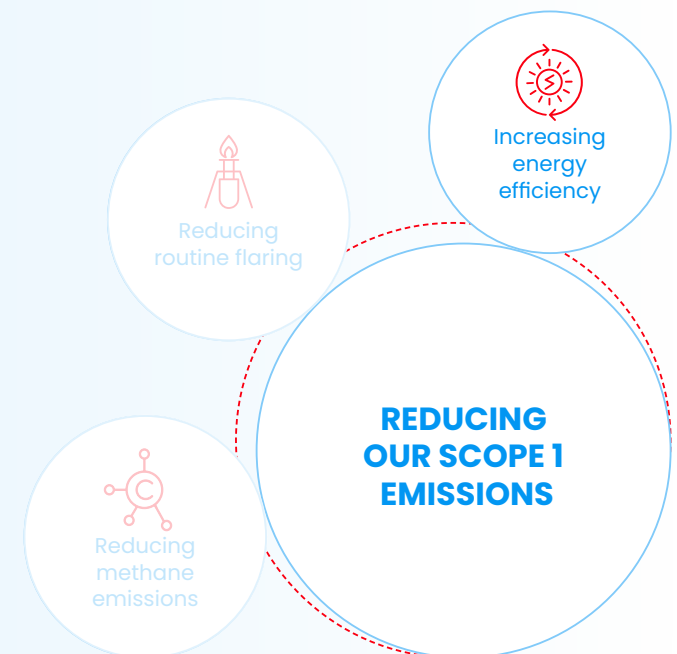 Increasing
energy
efficiency
Reducing
routine flaring
REDUCING
OUR SCOPE 1
EMISSIONS
C
Reducing
methane
emissions